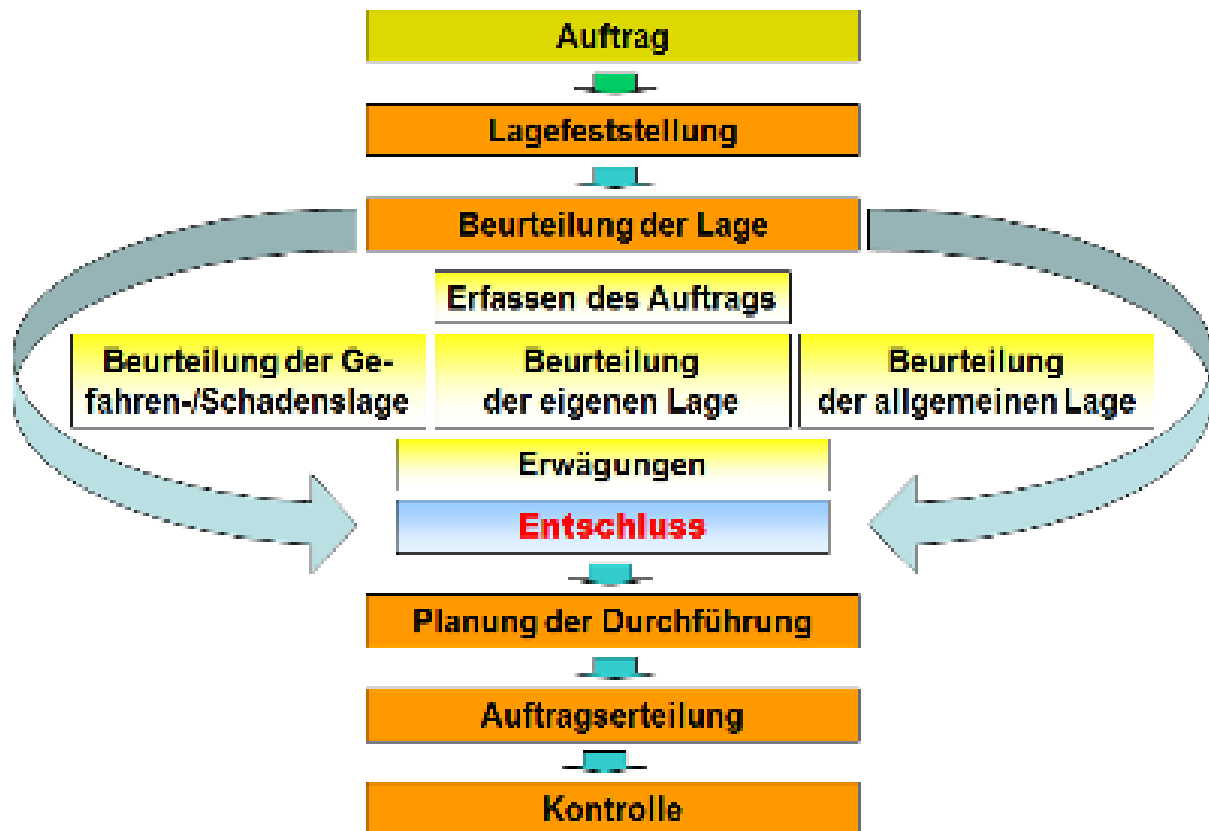 Auftrag
Lagefeststellung
Beurteilung der Lage
Erfassen des Auftrags
Beurteilung der Ge-
fahren-/Schadenslage
Beurteilung
der eigenen Lage
Beurteilung
der allgemeinen Lage
Erwägungen
Entschluss
Planung der Durchführung
Auftragserteilung
Kontrolle